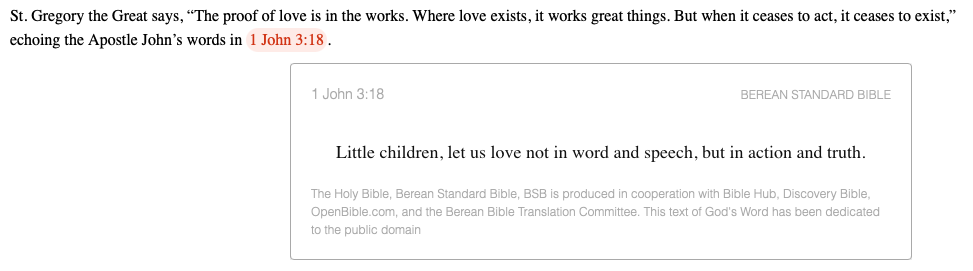 St. Gregory the Great says, “The proof of love is in the works. Where love exists, it works great things. But when it ceases to act, it ceases to exist,”
echoing the Apostle John’s words in 1 John 3:18 .
1 John 3:18 BEREAN STANDARD BIBLE
Little children, let us love not in word and speech, but in action and truth.
The Holy Bible, Berean Standard Bible, BSB is produced in cooperation with Bible Hub, Discovery Bible,
OpenBible.com, and the Berean Bible Translation Committee. This text of God's Word has been dedicated
to the public domain